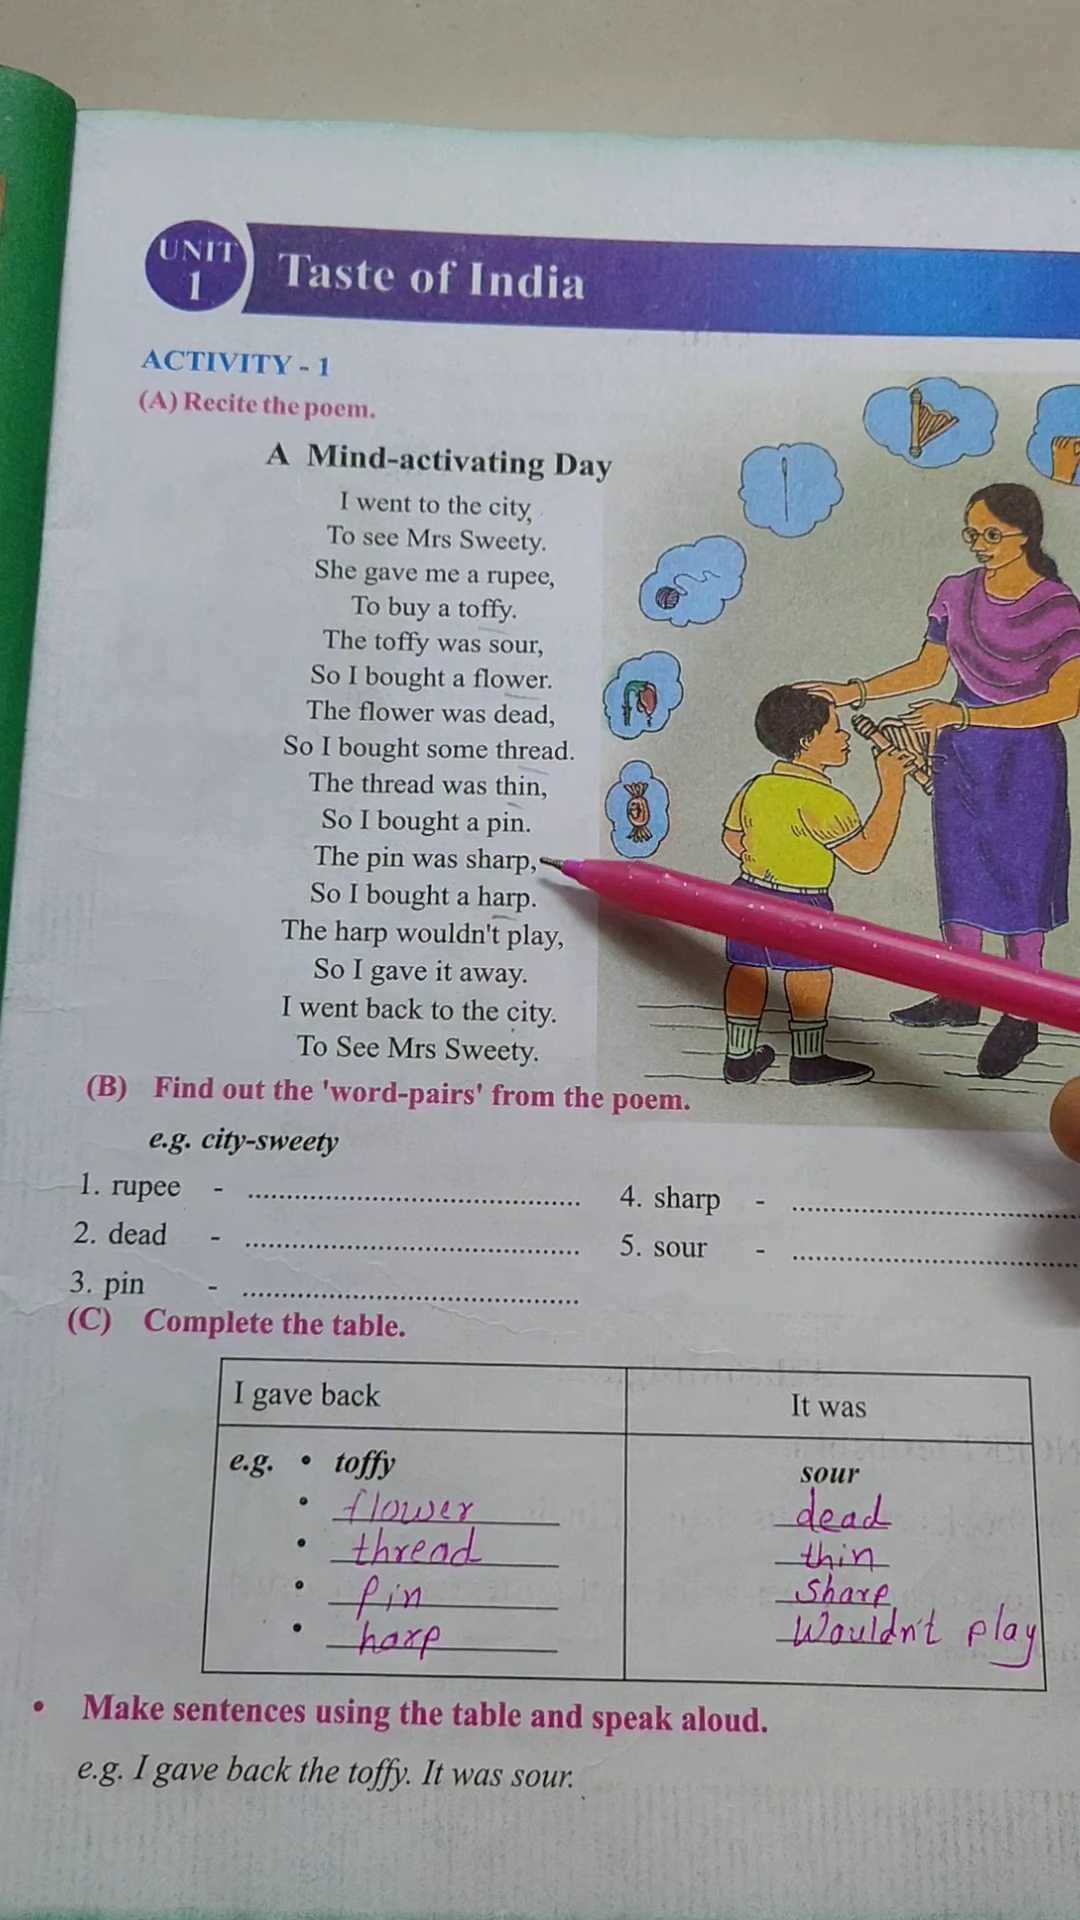 UNIT
1
Taste of India
ACTIVITY - 1
(A) Recite the poem.
A Mind-activating Day
I went to the city,
To see Mrs Sweety.
She gave me a rupee,
To buy a toffy.
The toffy was sour,
So I bought a flower.
The flower was dead,
So I bought some thread.
The thread was thin,
So I bought a pin.
The pin was sharp,
So I bought a harp.
The harp wouldn't play,
So I gave it away.
I went back to the city.
To See Mrs Sweety.
(B) Find out the 'word-pairs' from the poem.
e.g. city-sweety
1. rupee - ..........................................
4. sharp - ....................................
2. dead - ..........................................
5. sour - ....................................
3. pin - ..........................................
(C) Complete the table.
I gave back It was
e.g. • toffy sour
• flower dead
• thread thin
• pin sharp
• harp Wouldn't play
• Make sentences using the table and speak aloud.
e.g. I gave back the toffy. It was sour.